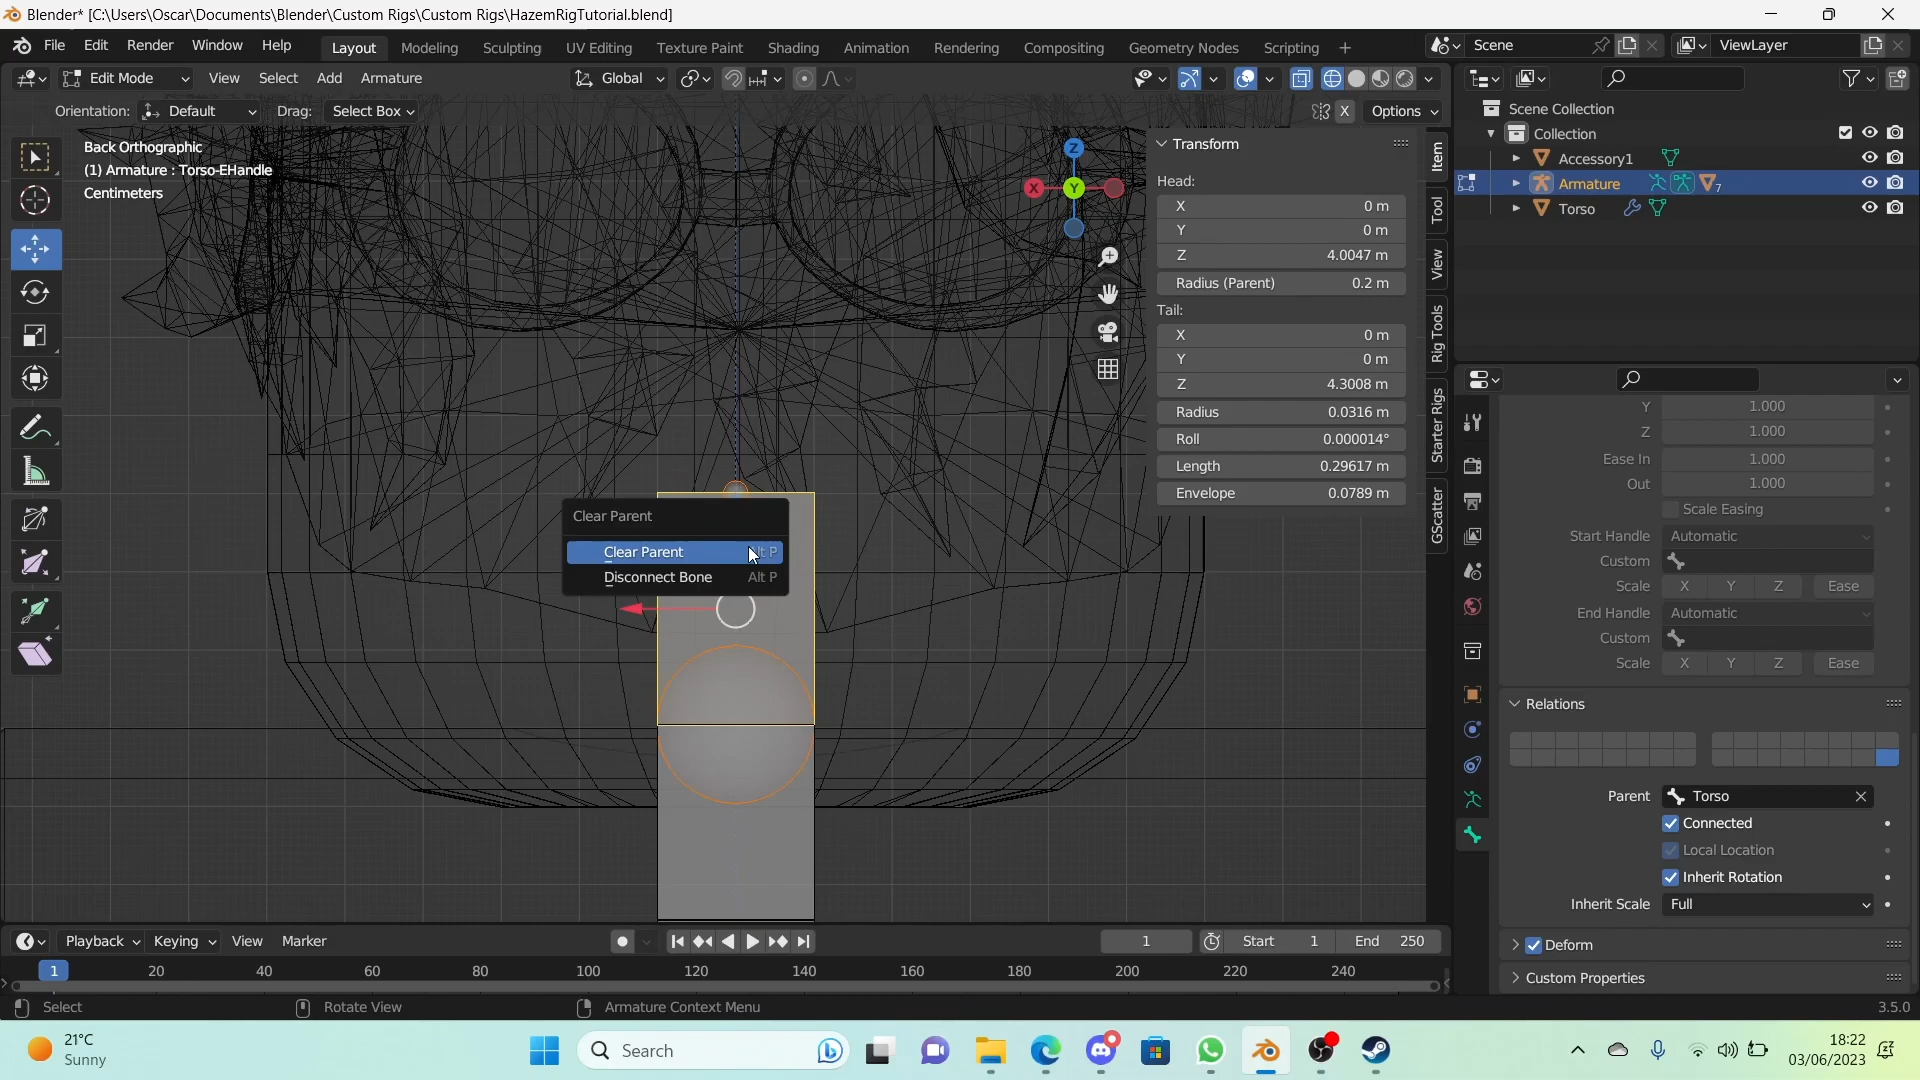 Blender* [C:\Users\Oscar\Documents\Blender\Custom Rigs\Custom Rigs\HazemRigTutorial.blend]
File Edit Render Window Help Layout Modeling Sculpting UV Editing Texture Paint Shading Animation Rendering Compositing Geometry Nodes Scripting + Scene ViewLayer
Edit Mode View Select Add Armature Global
Orientation: Default Drag: Select Box X Options
Back Orthographic
(1) Armature : Torso-EHandle
Centimeters
Z
X Y
Transform
Head:
X 0 m
Y 0 m
Z 4.0047 m
Radius (Parent) 0.2 m
Tail:
X 0 m
Y 0 m
Z 4.3008 m
Radius 0.0316 m
Roll 0.000014°
Length 0.29617 m
Envelope 0.0789 m
Item
Tool
View
Rig Tools
Starter Rigs
GScatter
Clear Parent
Clear Parent lt P
Disconnect Bone Alt P
Scene Collection
Collection
Accessory1
Armature 7
Torso
Y 1.000
Z 1.000
Ease In 1.000
Out 1.000
Scale Easing
Start Handle Automatic
Custom
Scale X Y Z Ease
End Handle Automatic
Custom
Scale X Y Z Ease
Relations
Parent Torso
Connected
Local Location
Inherit Rotation
Inherit Scale Full
Deform
Custom Properties
Playback Keying View Marker 1 Start 1 End 250
1 20 40 60 80 100 120 140 160 180 200 220 240
Select Rotate View Armature Context Menu 3.5.0
21°C
Sunny
Search
18:22
03/06/2023